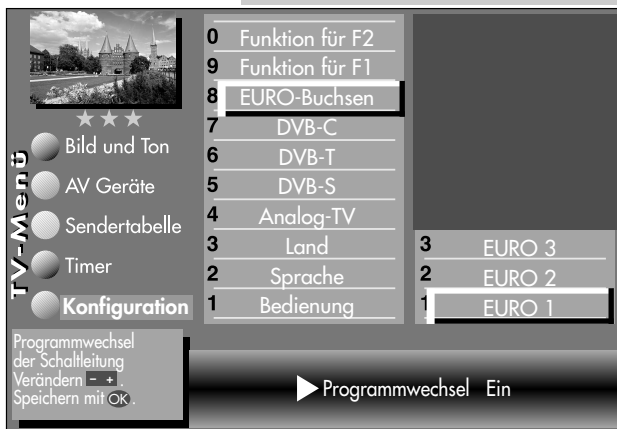 TV-Menü
Bild und Ton
AV Geräte
Sendertabelle
Timer
Konfiguration
0 Funktion für F2
9 Funktion für F1
8 EURO-Buchsen
7 DVB-C
6 DVB-T
5 DVB-S
4 Analog-TV
3 Land
2 Sprache
1 Bedienung
3 EURO 3
2 EURO 2
1 EURO 1
Programmwechsel
der Schaltleitung
Verändern - + .
Speichern mit OK .
Programmwechsel Ein